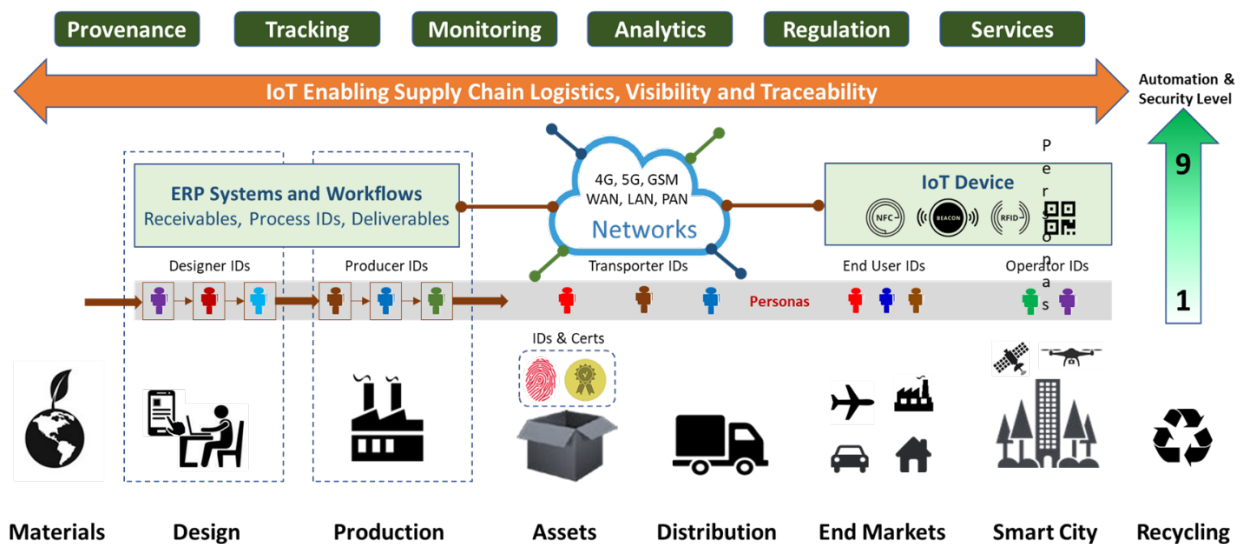 Provenance
Tracking
Monitoring
Analytics
Regulation
Services
IoT Enabling Supply Chain Logistics, Visibility and Traceability
Automation &
Security Level
ERP Systems and Workflows
Receivables, Process IDs, Deliverables
4G, 5G, GSM
WAN, LAN, PAN
Networks
IoT Device
NFC
BEACON
RFID
Personas
9
1
Designer IDs
Producer IDs
Transporter IDs
End User IDs
Operator IDs
Personas
IDs & Certs
Materials
Design
Production
Assets
Distribution
End Markets
Smart City
Recycling